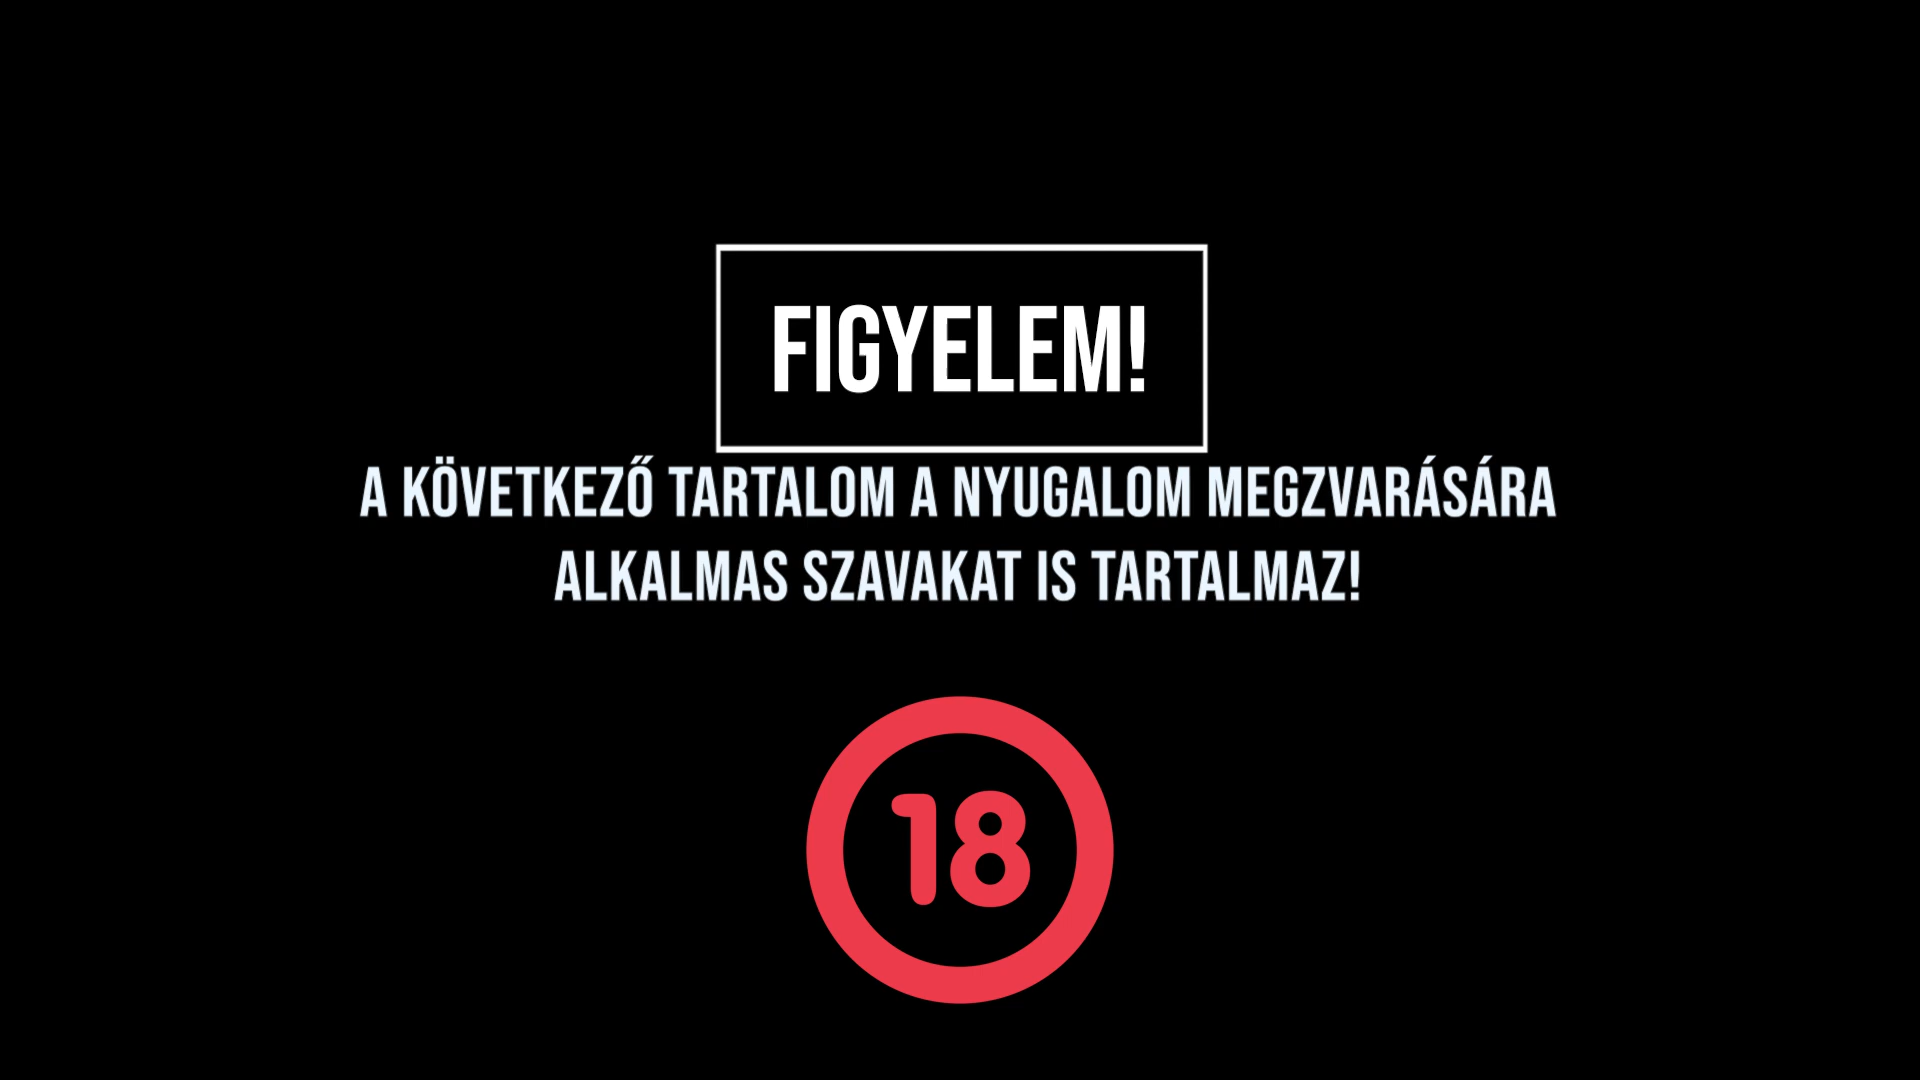 FIGYELEM!
A KÖVETKEZŐ TARTALOM A NYUGALOM MEGZVARÁSÁRA
ALKALMAS SZAVAKAT IS TARTALMAZ!
18